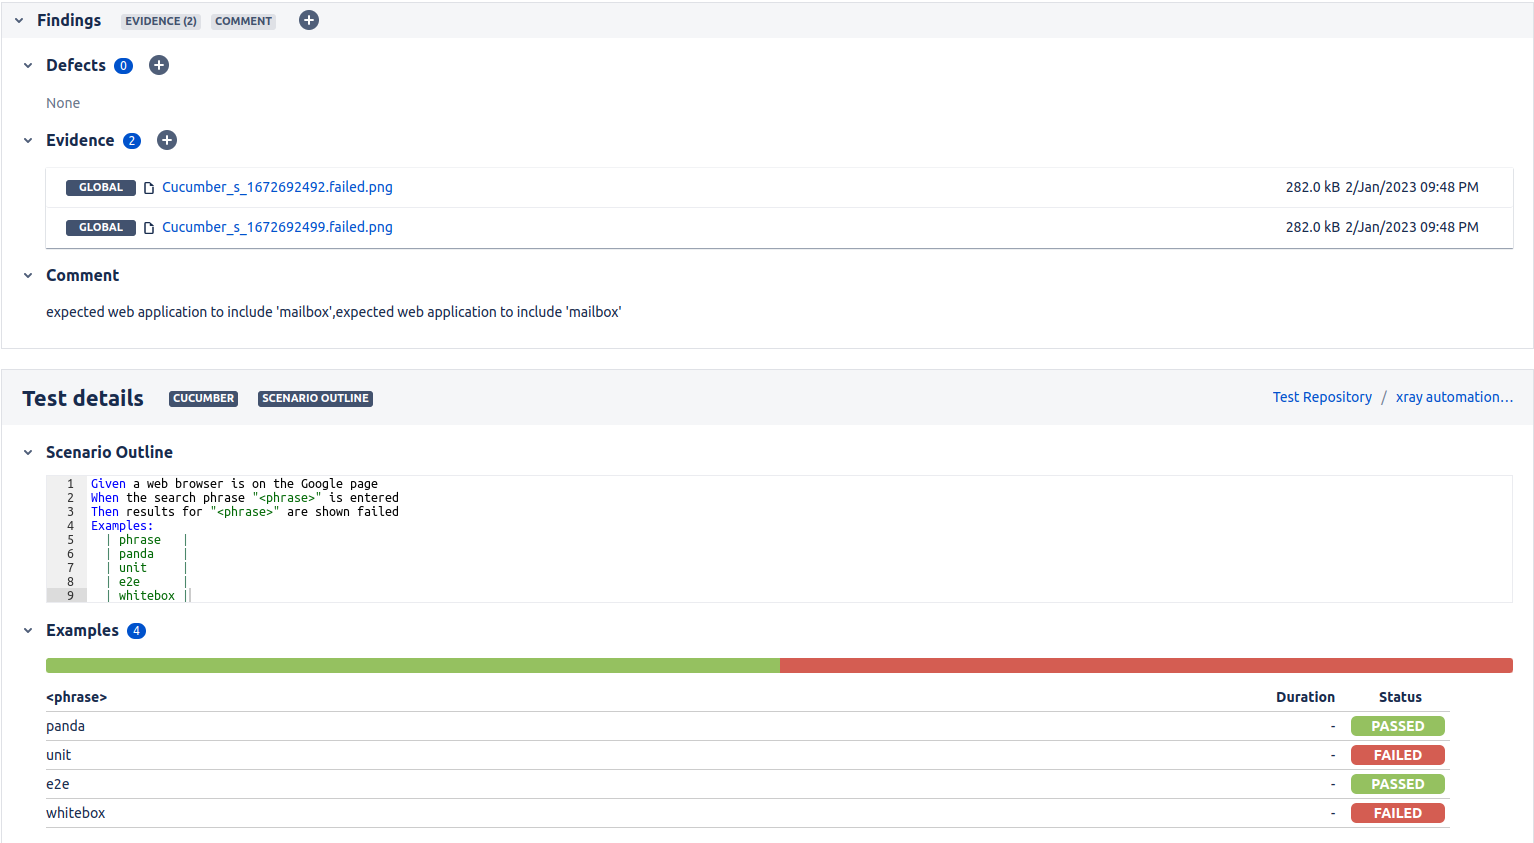 Findings EVIDENCE (2) COMMENT
Defects 0
None
Evidence 2
GLOBAL Cucumber_s_1672692492.failed.png 282.0 kB 2/Jan/2023 09:48 PM
GLOBAL Cucumber_s_1672692499.failed.png 282.0 kB 2/Jan/2023 09:48 PM
Comment
expected web application to include 'mailbox',expected web application to include 'mailbox'
Test details CUCUMBER SCENARIO OUTLINE Test Repository / xray automation...
Scenario Outline
1 Given a web browser is on the Google page
2 When the search phrase "<phrase>" is entered
3 Then results for "<phrase>" are shown failed
4 Examples:
5 | phrase |
6 | panda |
7 | unit |
8 | e2e |
9 | whitebox |
Examples 4
<phrase> Duration Status
panda - PASSED
unit - FAILED
e2e - PASSED
whitebox - FAILED